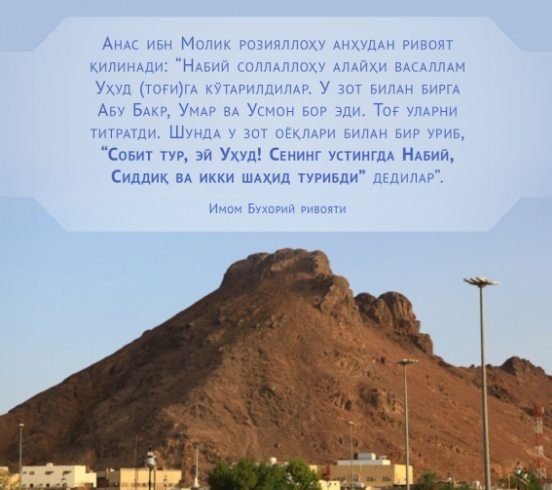 Анас ибн Молик розияллоҳу анҳудан ривоят
қилинади: “Набий соллаллоҳу алайҳи васаллам
Уҳуд (тоғи)га кўтарилдилар. У зот билан бирга
Абу Бакр, Умар ва Усмон бор эди. Тоғ уларни
титратди. Шунда у зот оёқлари билан бир уриб,
“Собит тур, эй Уҳуд! Сенинг устингда Набий,
Сиддиқ ва икки шаҳид турибди” дедилар”.
Имом Бухорий ривояти